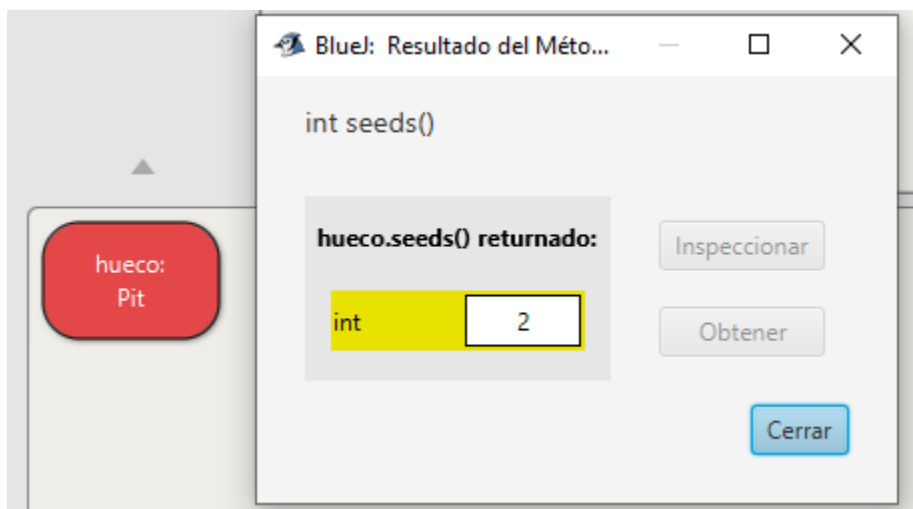 BlueJ: Resultado del Méto...
int seeds()
hueco:
Pit
hueco.seeds() returnado:
Inspeccionar
int
2
Obtener
Cerrar